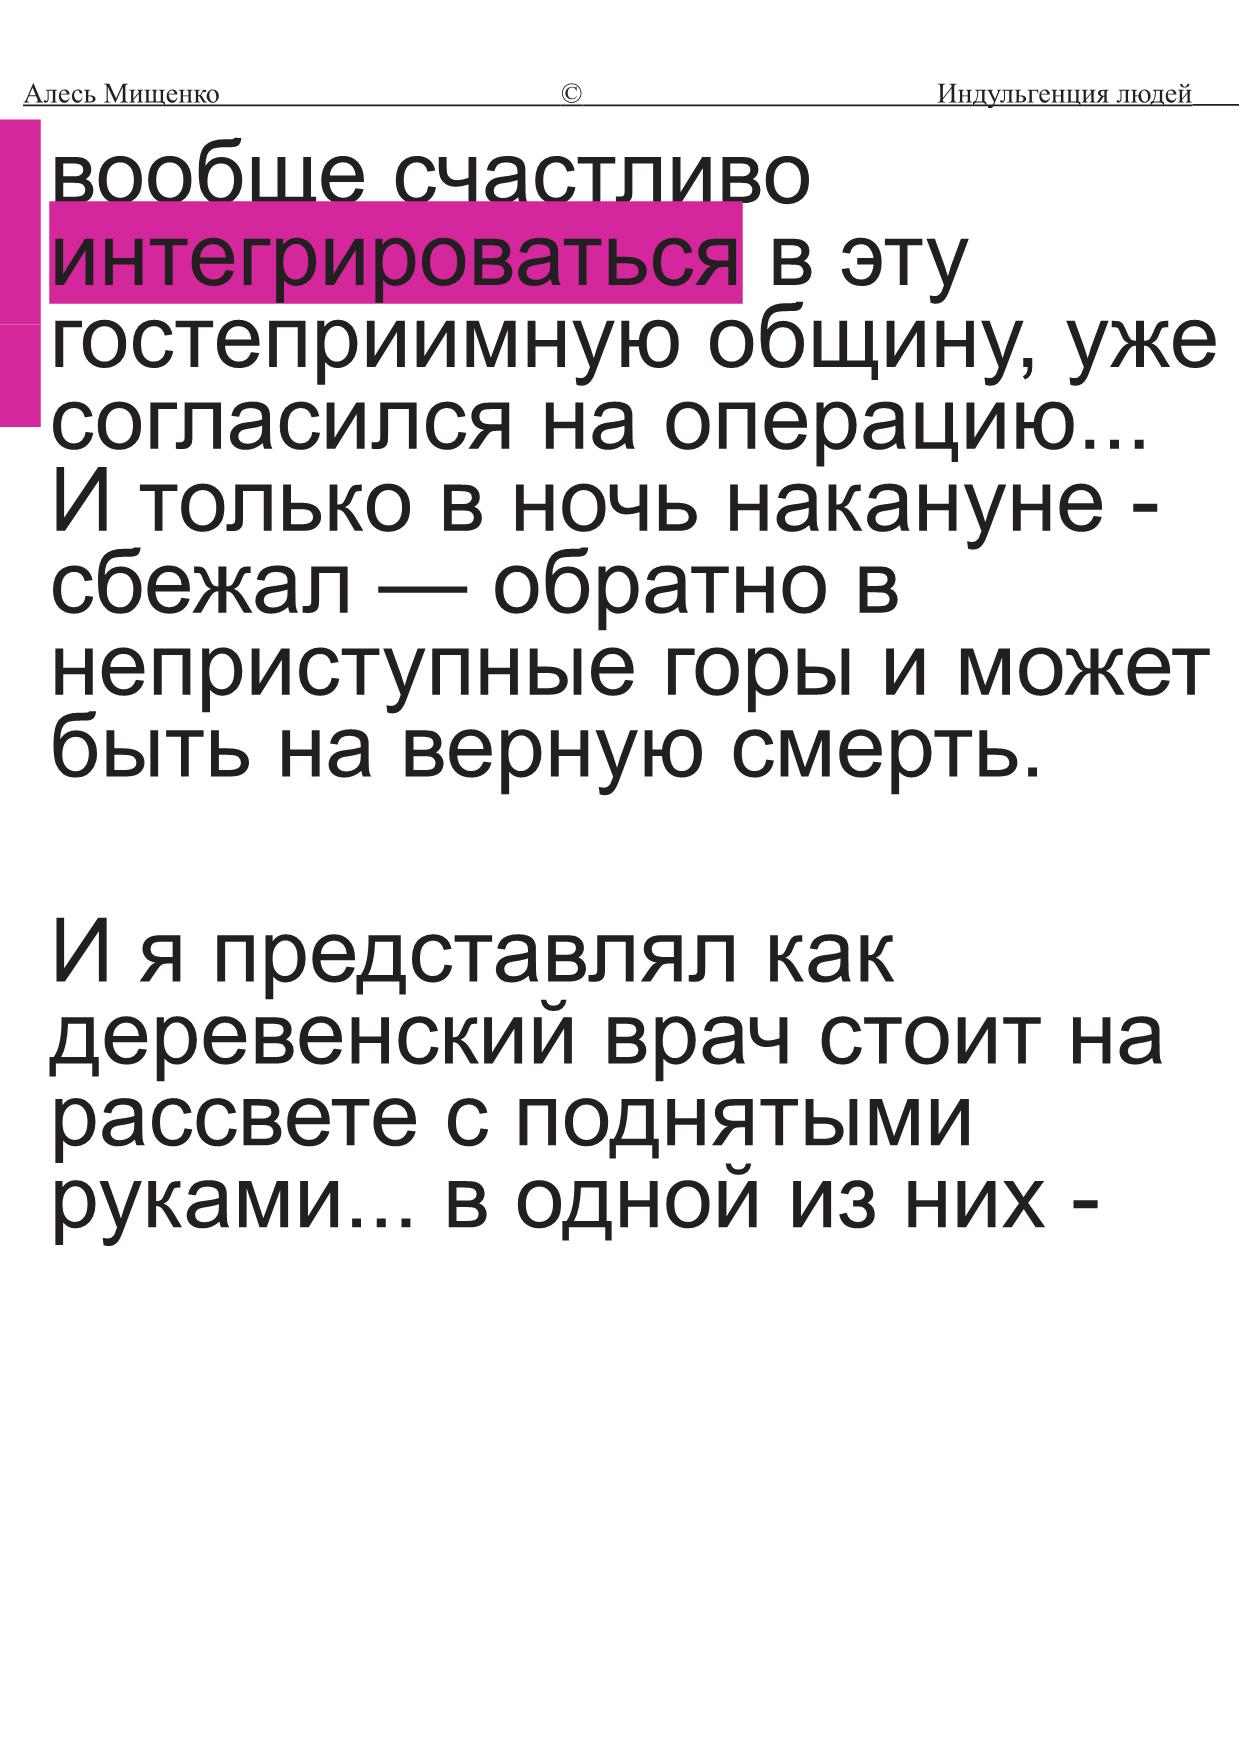 Алесь Мищенко © Индульгенция людей
вообще счастливо
интегрироваться в эту
гостеприимную общину, уже
согласился на операцию...
И только в ночь накануне -
сбежал — обратно в
неприступные горы и может
быть на верную смерть.
И я представлял как
деревенский врач стоит на
рассвете с поднятыми
руками... в одной из них -